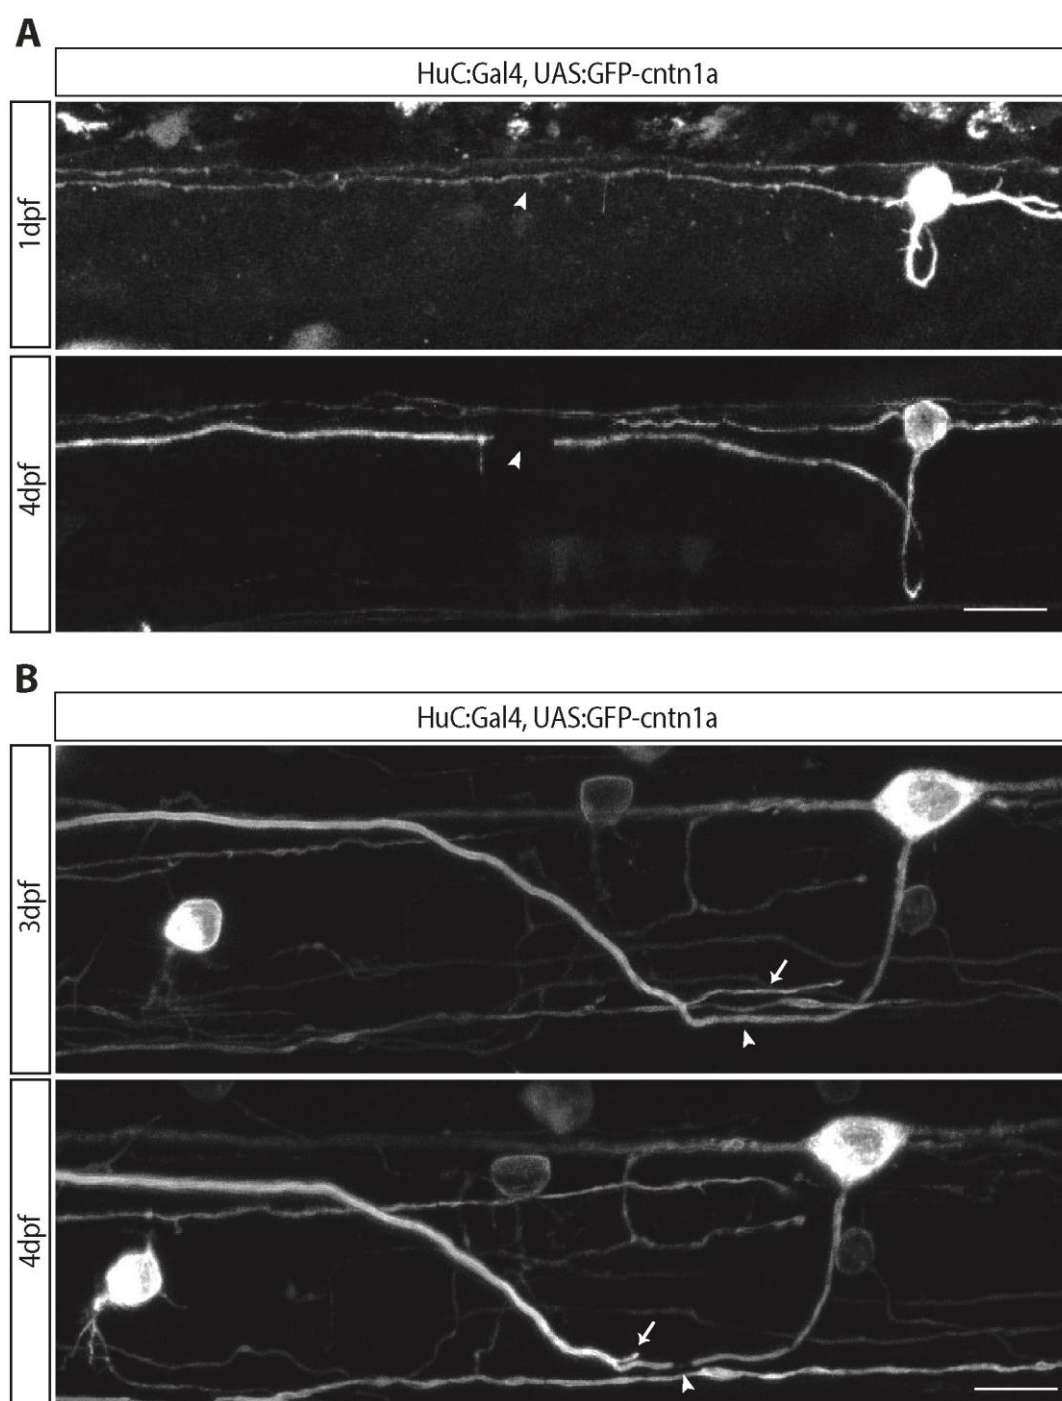 A
HuC:Gal4, UAS:GFP-cntn1a
1dpf
4dpf
B
HuC:Gal4, UAS:GFP-cntn1a
3dpf
4dpf